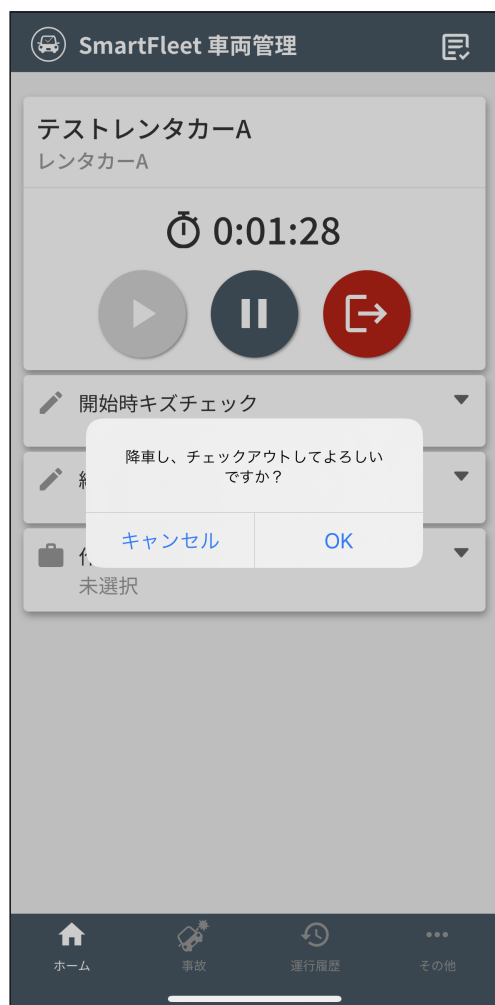 SmartFleet 車両管理
テストレンタカーA
レンタカーA
0:01:28
開始時キズチェック
降車し、チェックアウトしてよろしい
ですか？
キャンセル
OK
未選択
ホーム
事故
運行履歴
その他